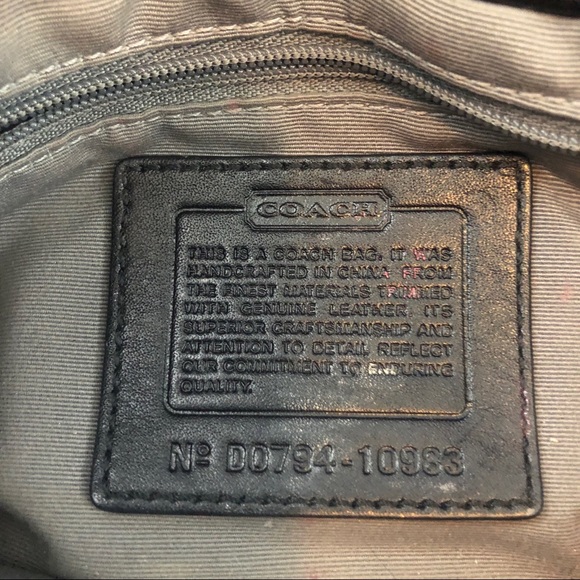 COACH
THIS IS A COACH BAG. IT WAS
HANDCRAFTED IN CHINA FROM
THE FINEST MATERIALS TRIMMED
WITH GENUINE LEATHER. ITS
SUPERIOR CRAFTSMANSHIP AND
ATTENTION TO DETAIL REFLECT
OUR COMMITMENT TO ENDURING
QUALITY.
Nº D0794-10983